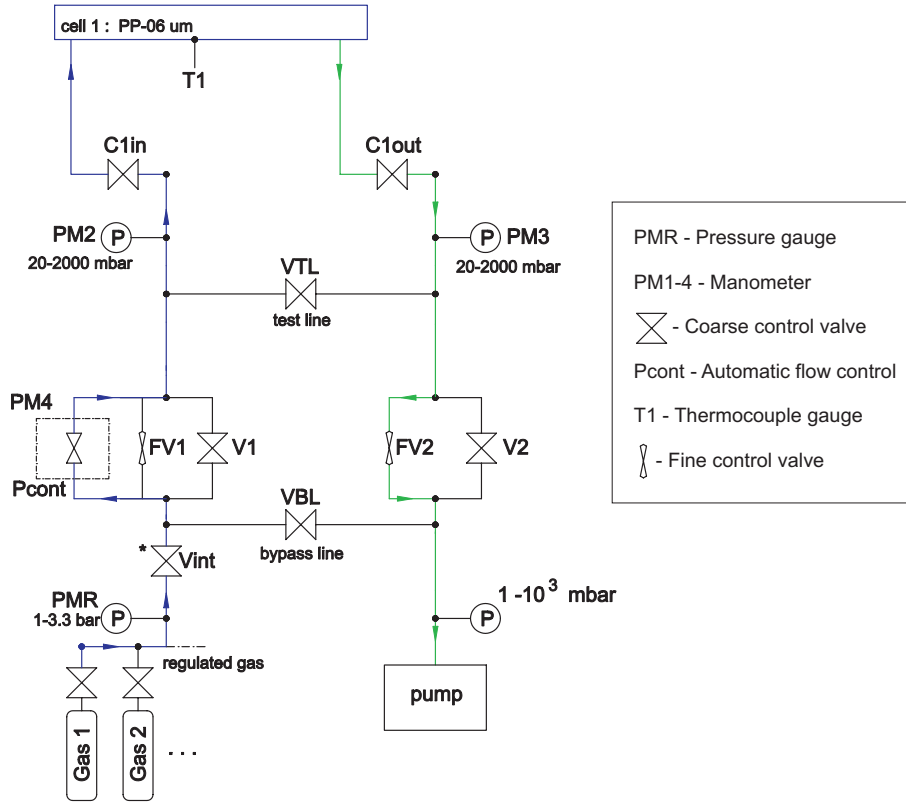 cell 1 : PP-06 um
T1
C1in
C1out
PM2
P
20-2000 mbar
P
PM3
20-2000 mbar
VTL
test line
PM4
Pcont
FV1
V1
FV2
V2
VBL
bypass line
*
Vint
PMR
1-3.3 bar
P
P
1 -10³ mbar
regulated gas
pump
Gas 1
Gas 2
...
PMR - Pressure gauge
PM1-4 - Manometer
- Coarse control valve
Pcont - Automatic flow control
T1 - Thermocouple gauge
- Fine control valve